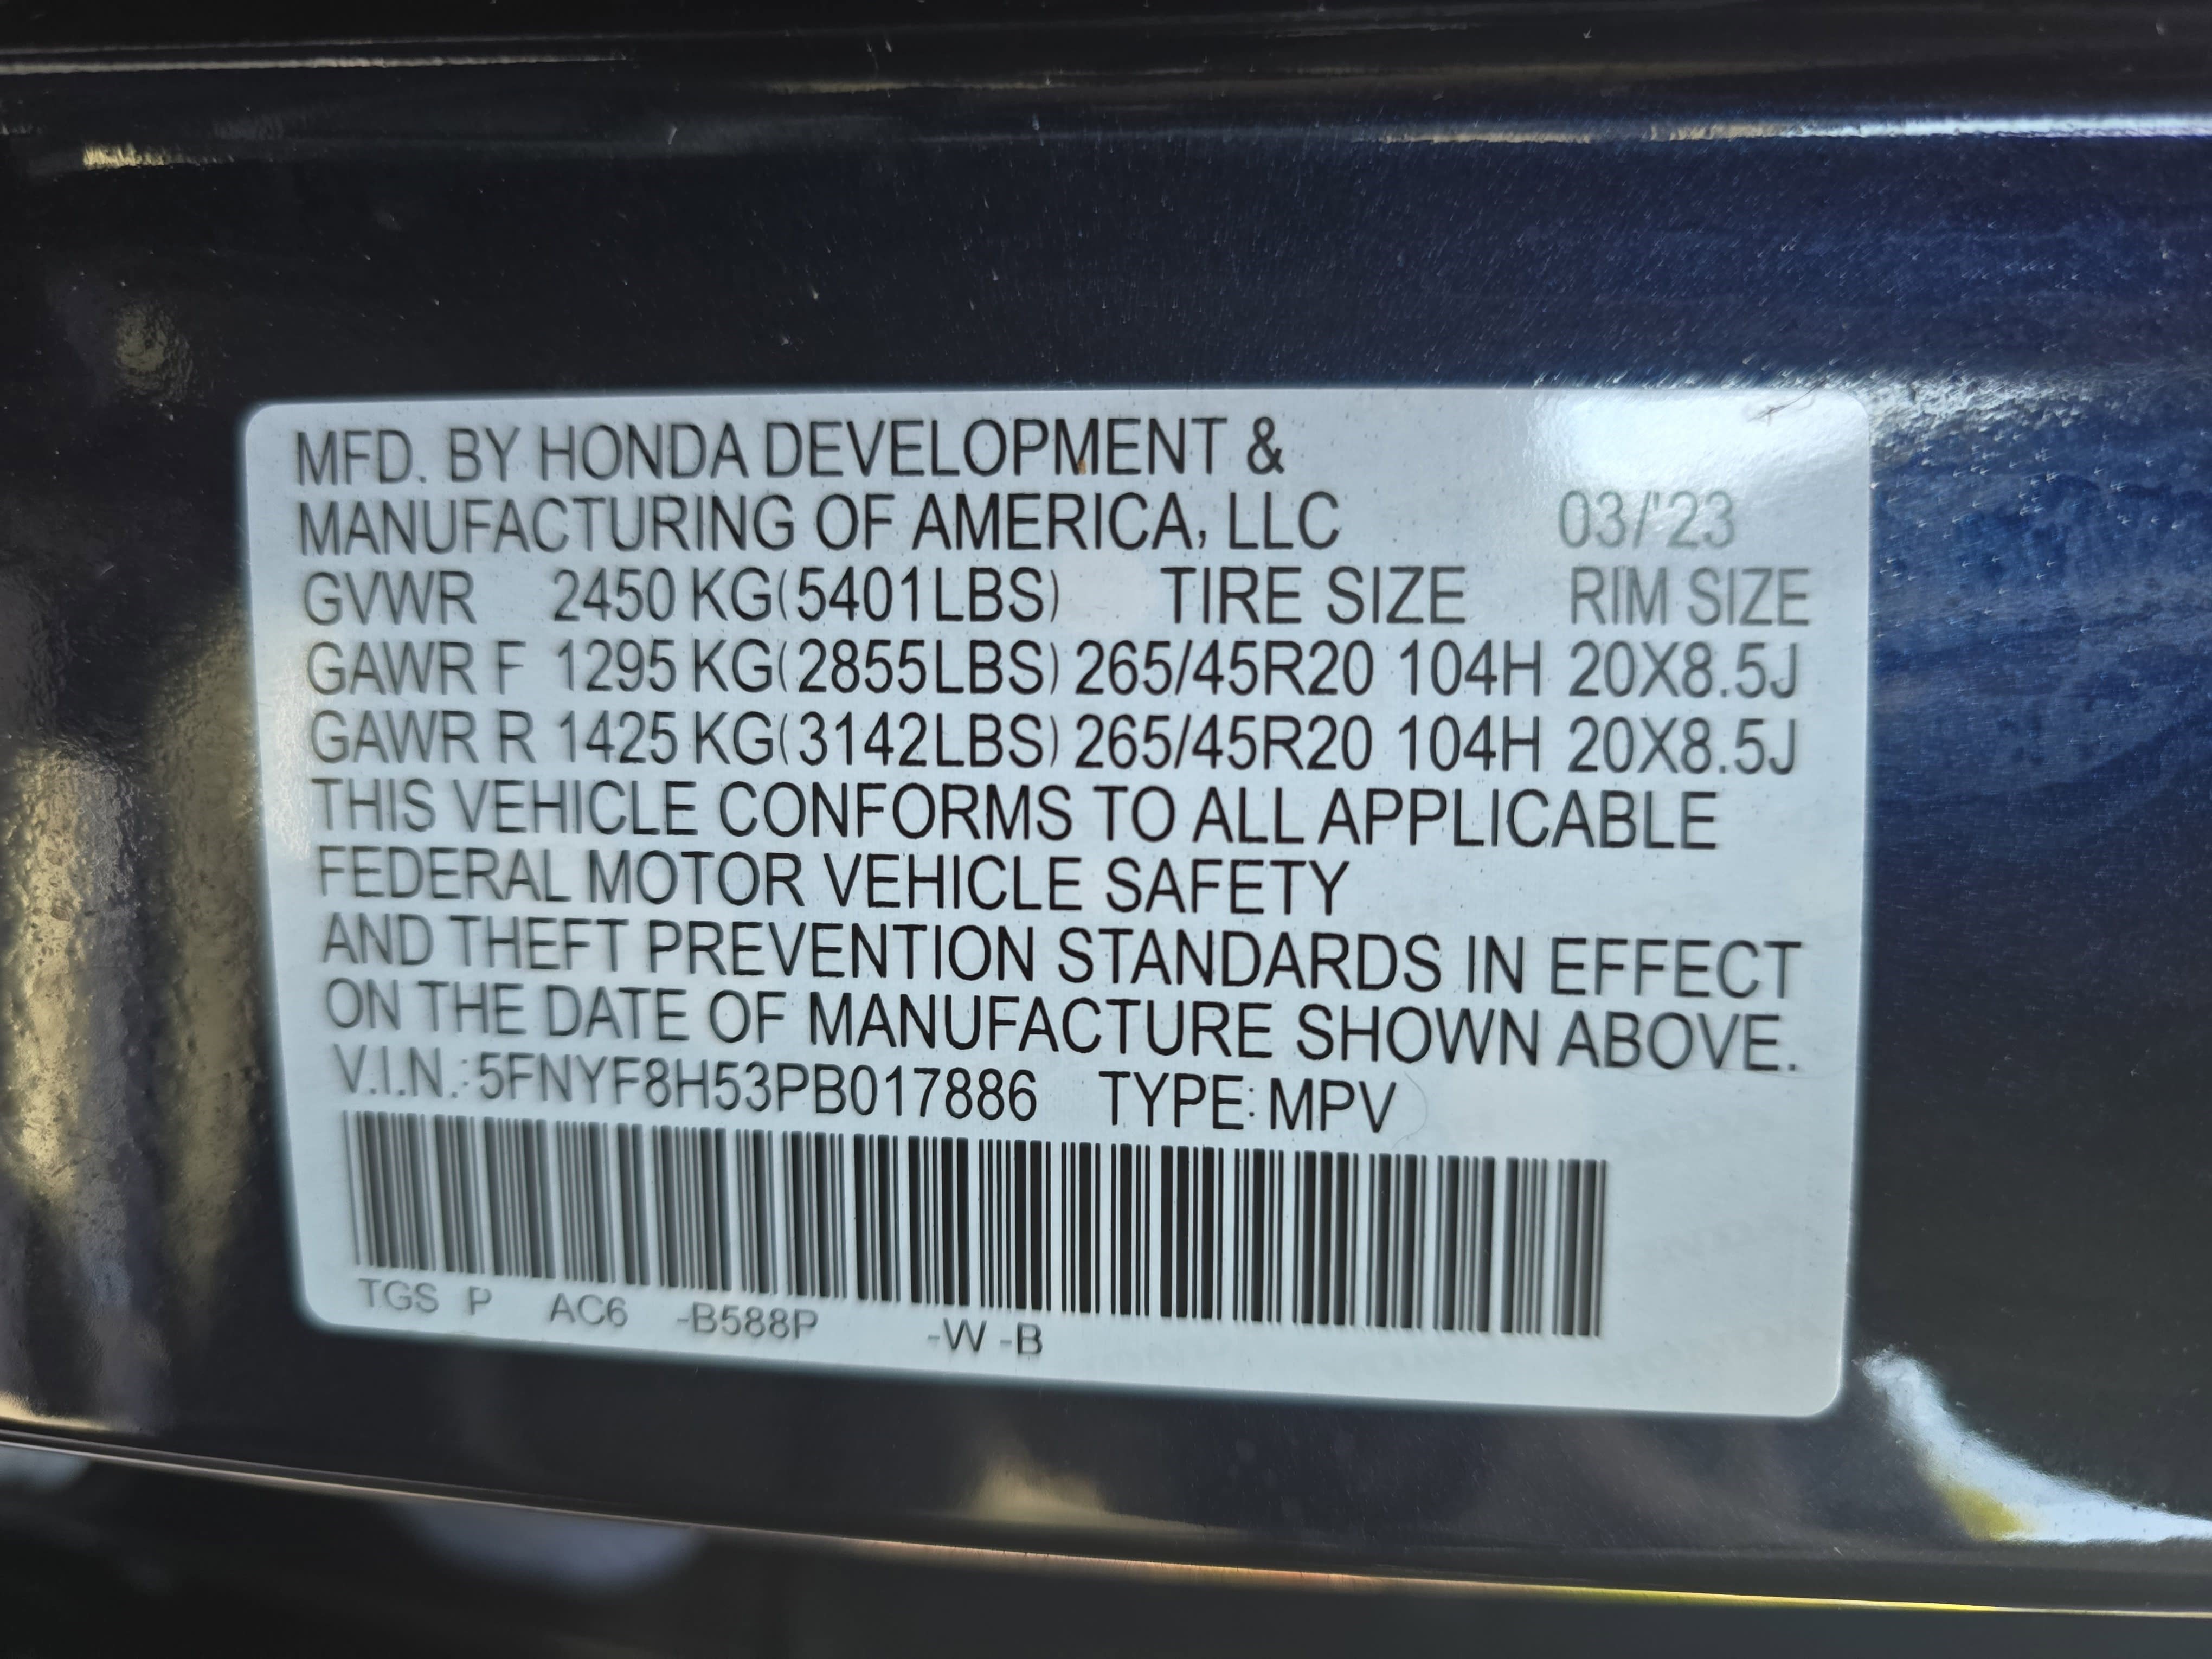 MFD. BY HONDA DEVELOPMENT &
MANUFACTURING OF AMERICA, LLC 03/'23
GVWR 2450 KG(5401LBS) TIRE SIZE RIM SIZE
GAWR F 1295 KG(2855LBS) 265/45R20 104H 20X8.5J
GAWR R 1425 KG(3142LBS) 265/45R20 104H 20X8.5J
THIS VEHICLE CONFORMS TO ALL APPLICABLE
FEDERAL MOTOR VEHICLE SAFETY
AND THEFT PREVENTION STANDARDS IN EFFECT
ON THE DATE OF MANUFACTURE SHOWN ABOVE.
V.I.N.:5FNYF8H53PB017886 TYPE:MPV
TGS P AC6 -B588P -W -B